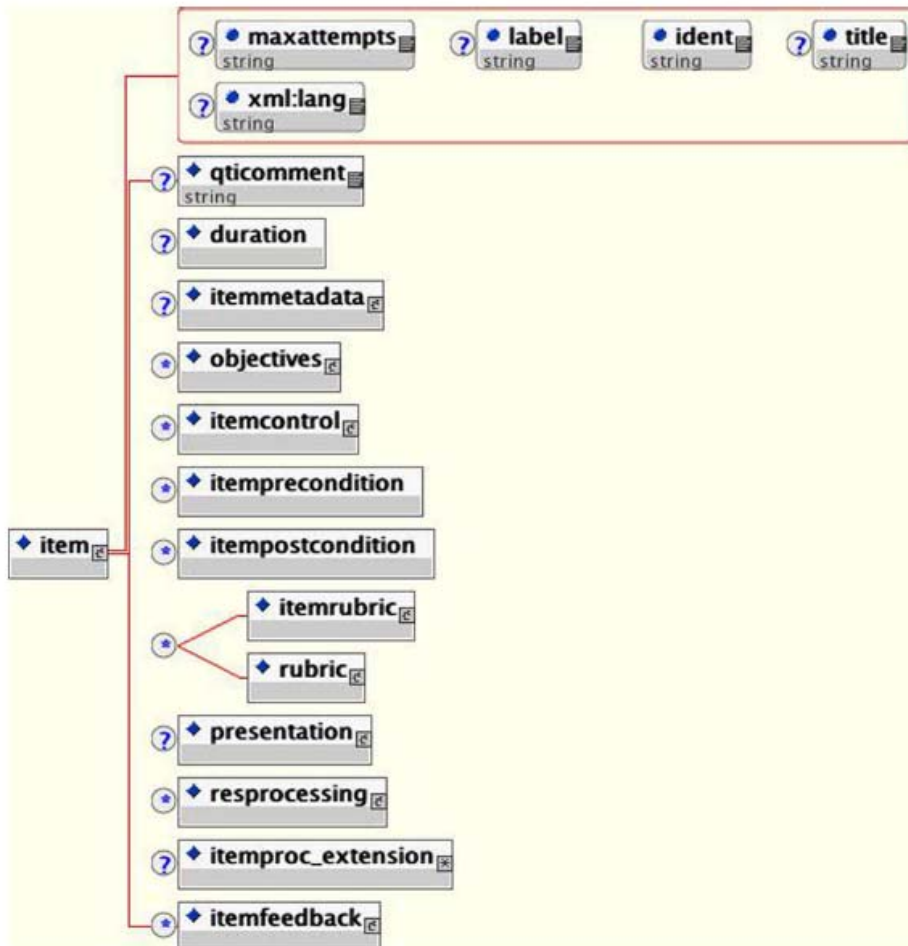 ? maxattempts ? label ident ? title
string string string string
? xml:lang
string
? qticomment
string
? duration
? itemmetadata
* objectives
* itemcontrol
* itemprecondition
item
* itempostcondition
itemrubric
*
rubric
? presentation
* resprocessing
? itemproc_extension
* itemfeedback